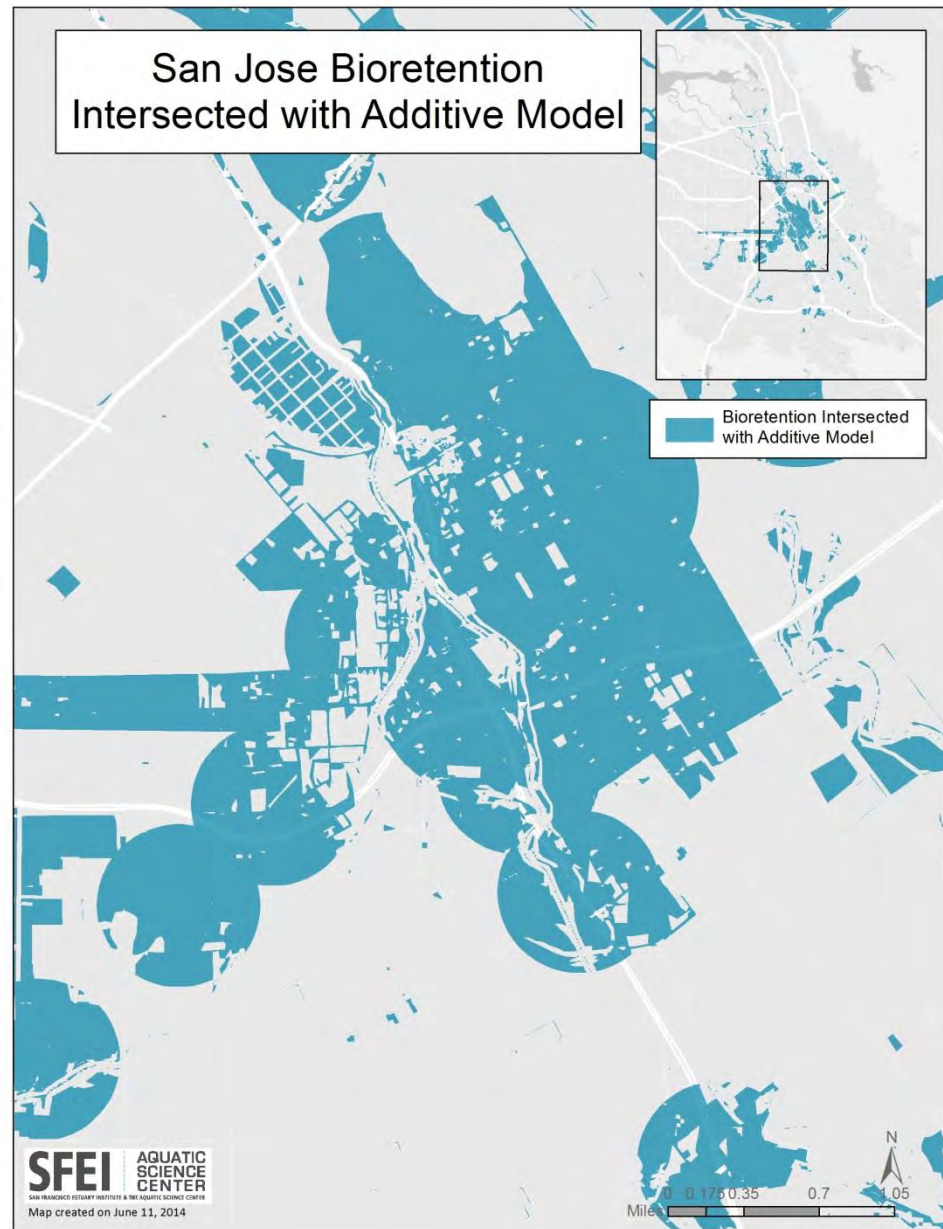 San Jose Bioretention
Intersected with Additive Model
Bioretention Intersected
with Additive Model
SFEI
AQUATIC
SCIENCE
CENTER
SAN FRANCISCO ESTUARY INSTITUTE & THE AQUATIC SCIENCE CENTER
Map created on June 11, 2014
N
0 0.175 0.35 0.7 1.05
Miles